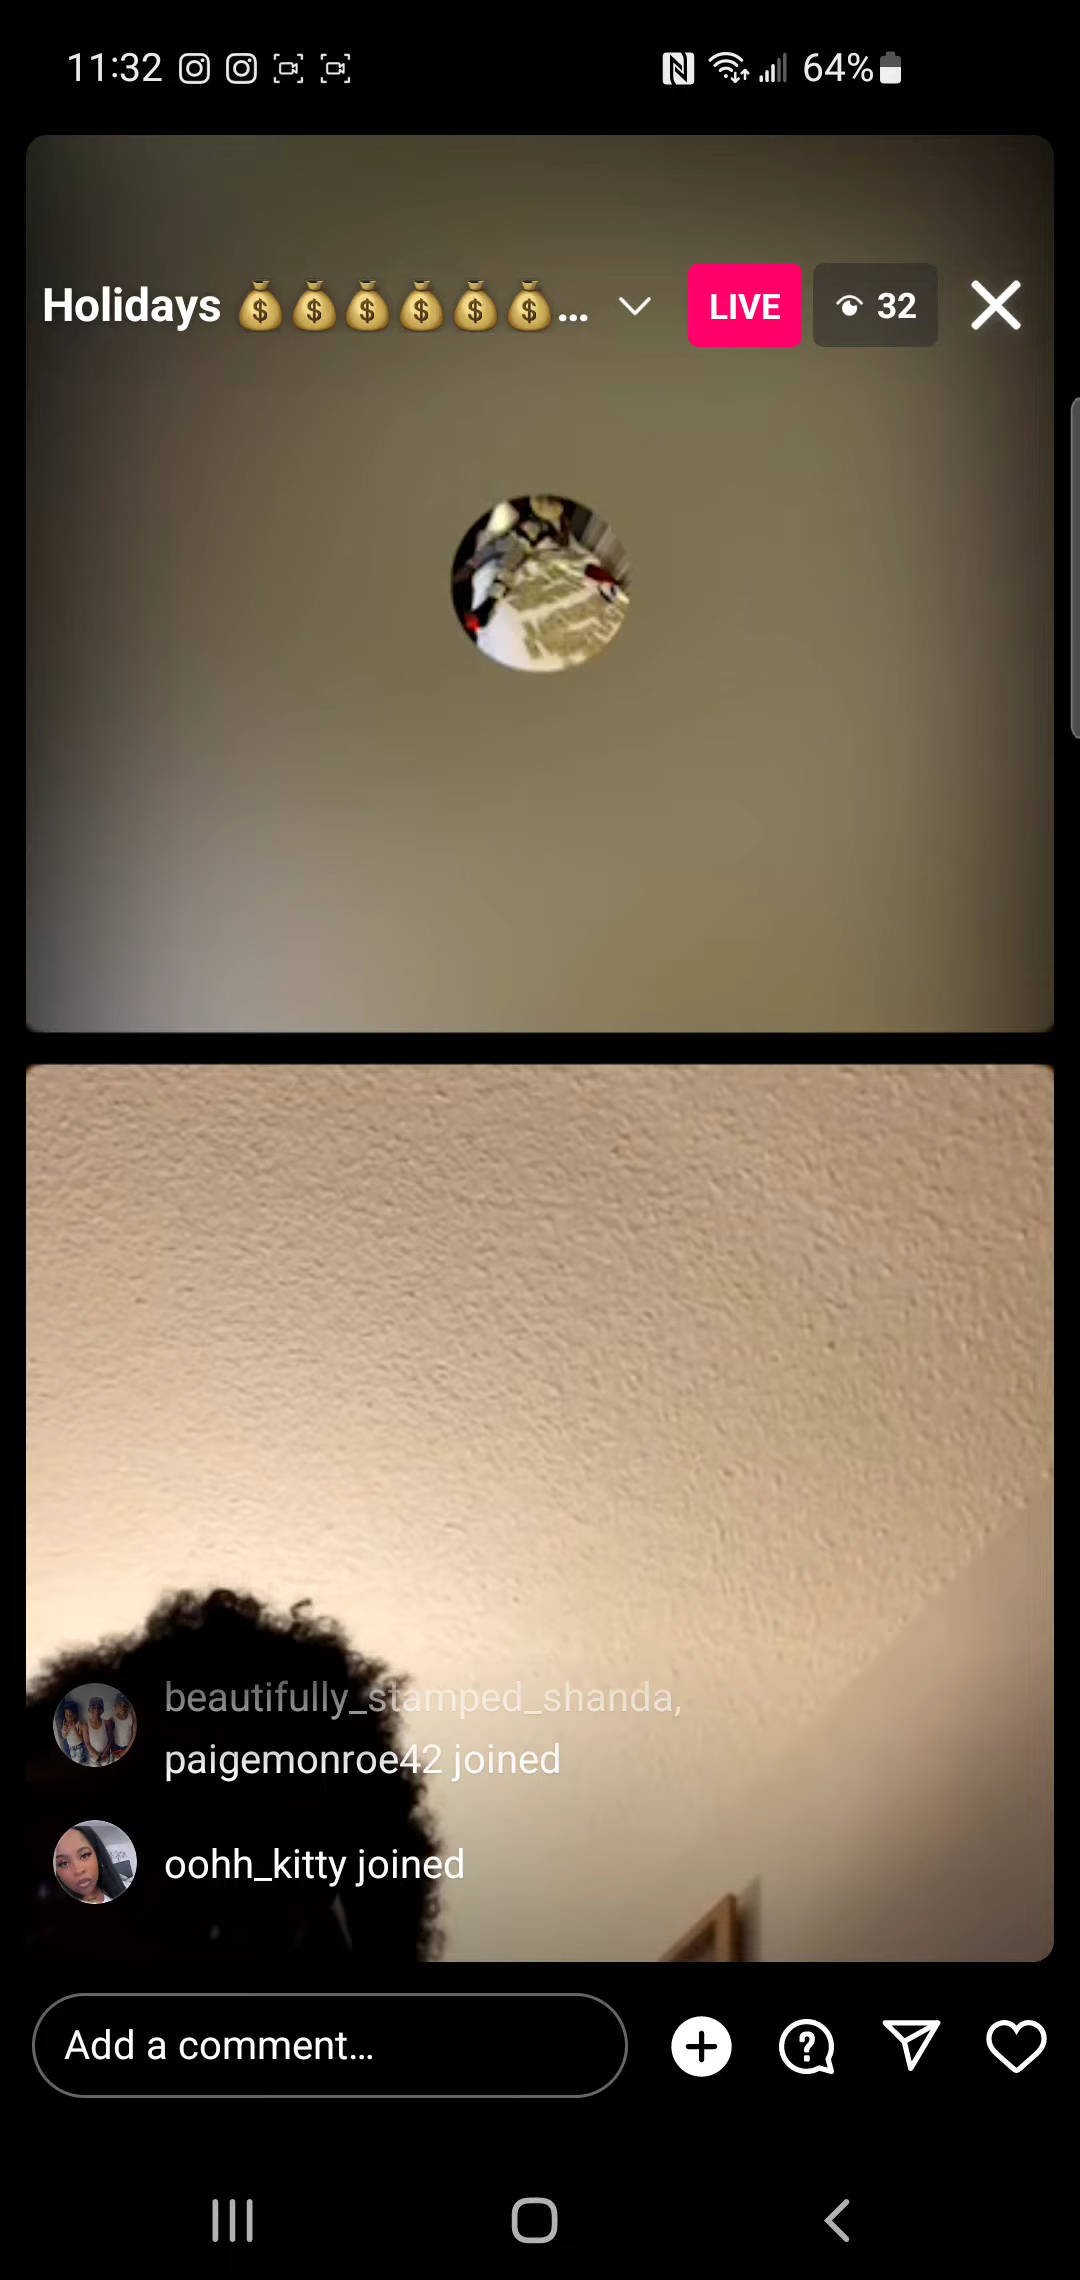 11:32 64%
Holidays 💰💰💰💰💰💰... LIVE 32
beautifully_stamped_shanda,
paigemonroe42 joined
oohh_kitty joined
Add a comment...